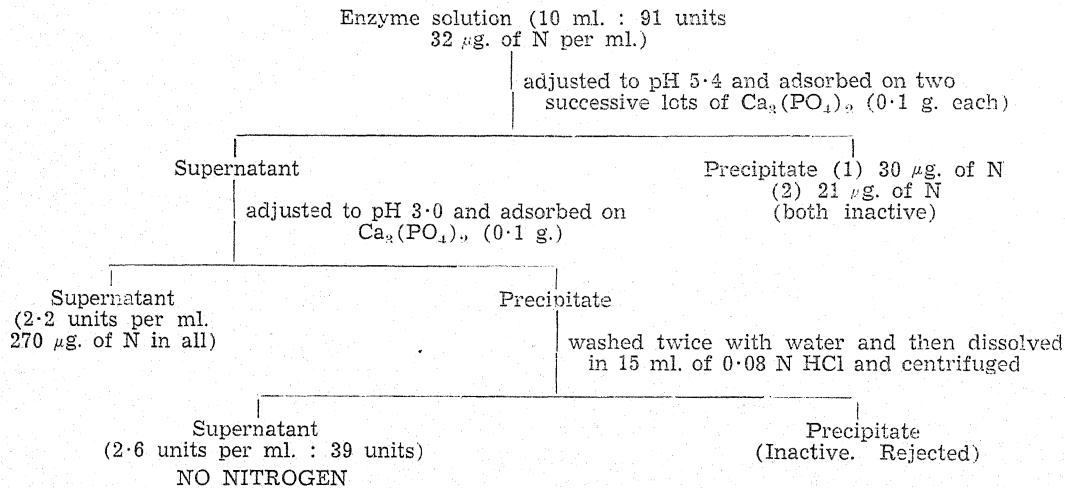 Enzyme solution (10 ml. : 91 units
32 μg. of N per ml.)
adjusted to pH 5·4 and adsorbed on two
successive lots of Ca₃(PO₄)₂ (0·1 g. each)
Supernatant
Precipitate (1) 30 μg. of N
(2) 21 μg. of N
(both inactive)
adjusted to pH 3·0 and adsorbed on
Ca₃(PO₄)₂ (0·1 g.)
Supernatant
(2·2 units per ml.
270 μg. of N in all)
Precipitate
washed twice with water and then dissolved
in 15 ml. of 0·08 N HCl and centrifuged
Supernatant
(2·6 units per ml. : 39 units)
NO NITROGEN
Precipitate
(Inactive. Rejected)